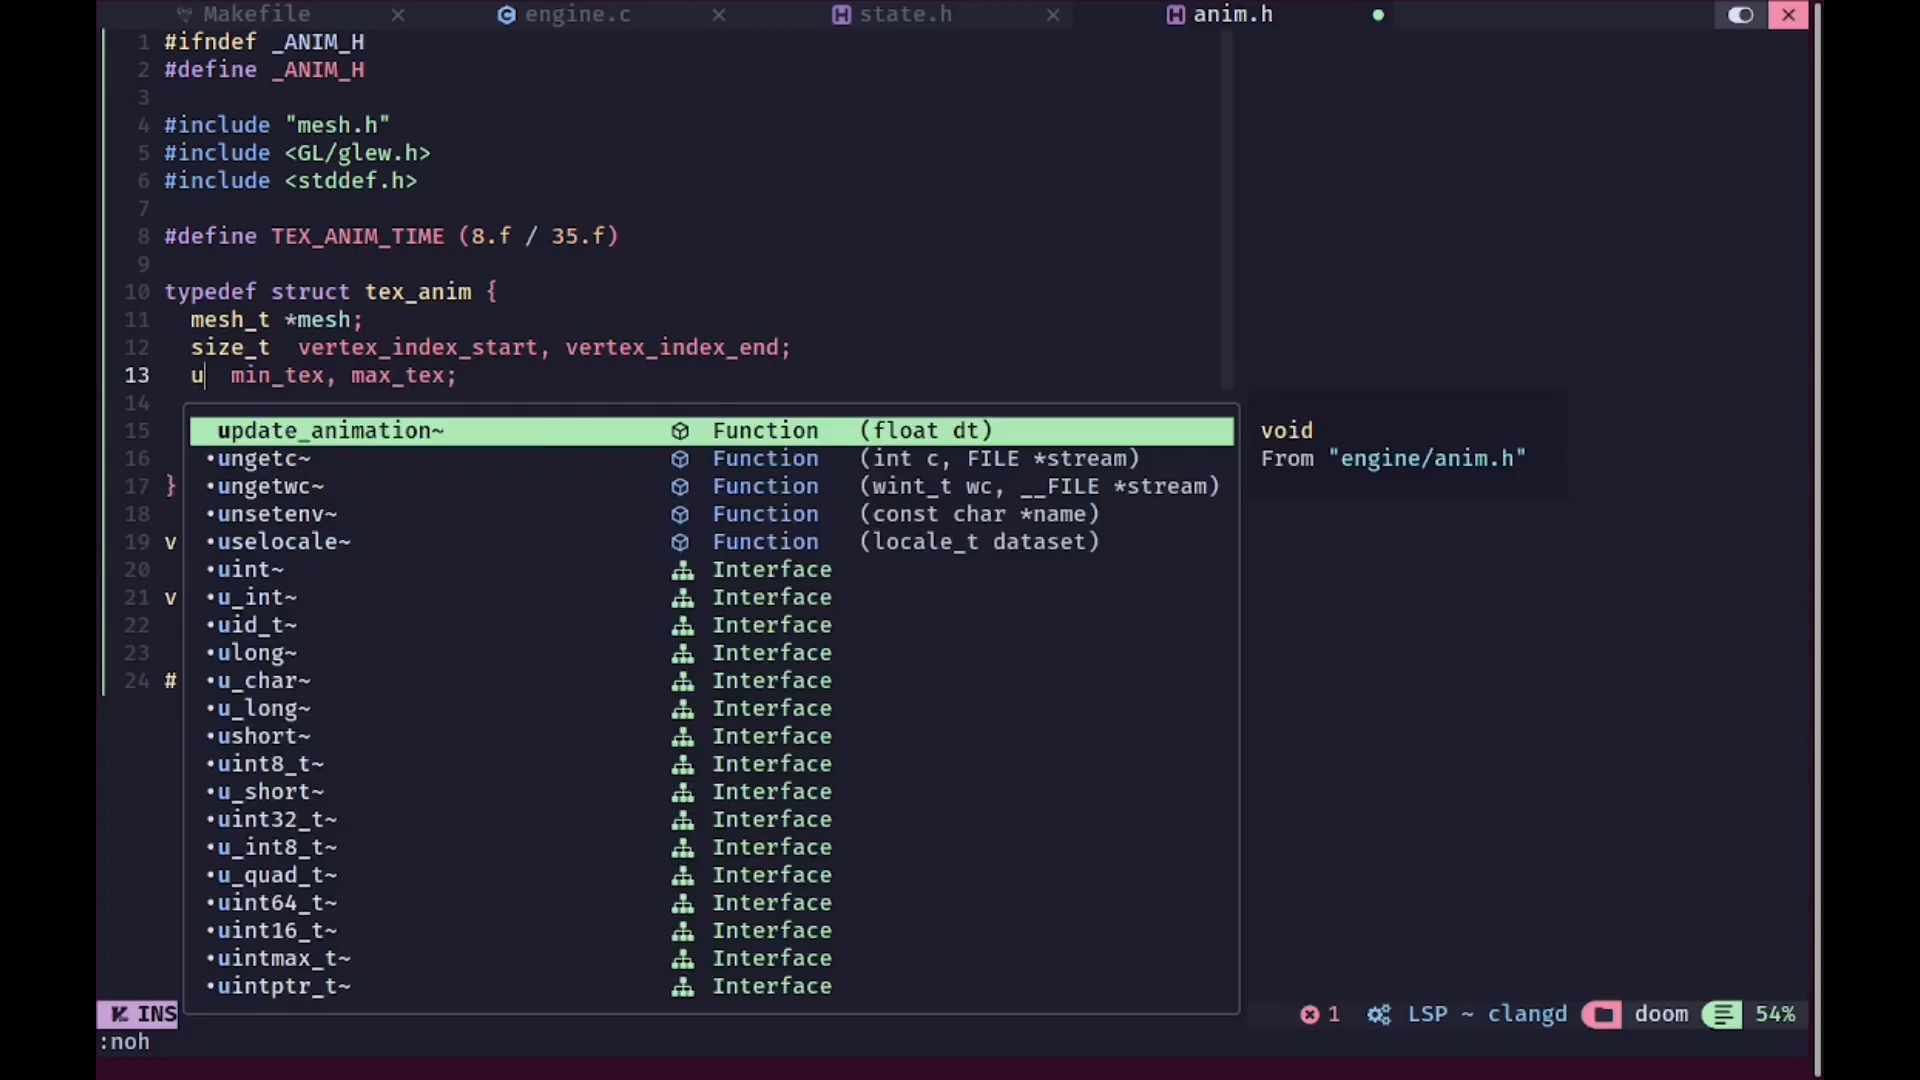 Makefile engine.c state.h anim.h
1 #ifndef _ANIM_H
2 #define _ANIM_H
3
4 #include "mesh.h"
5 #include <GL/glew.h>
6 #include <stddef.h>
7
8 #define TEX_ANIM_TIME (8.f / 35.f)
9
10 typedef struct tex_anim {
11 mesh_t *mesh;
12 size_t vertex_index_start, vertex_index_end;
13 u min_tex, max_tex;
14
15 update_animation~ Function (float dt) void
16 •ungetc~ Function (int c, FILE *stream) From "engine/anim.h"
17 } •ungetwc~ Function (wint_t wc, __FILE *stream)
18 •unsetenv~ Function (const char *name)
19 v •uselocale~ Function (locale_t dataset)
20 •uint~ Interface
21 v •u_int~ Interface
22 •uid_t~ Interface
23 •ulong~ Interface
24 # •u_char~ Interface
•u_long~ Interface
•ushort~ Interface
•uint8_t~ Interface
•u_short~ Interface
•uint32_t~ Interface
•u_int8_t~ Interface
•u_quad_t~ Interface
•uint64_t~ Interface
•uint16_t~ Interface
•uintmax_t~ Interface
•uintptr_t~ Interface
INS 1 LSP ~ clangd doom 54%
:noh